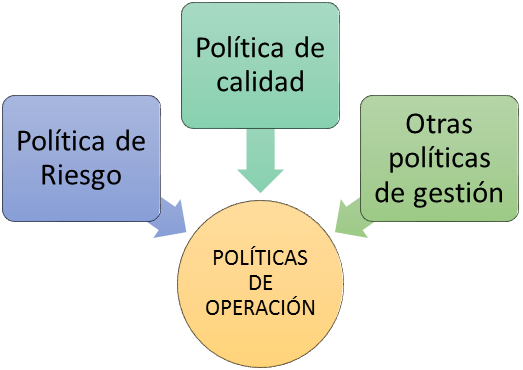 Política de
calidad
Política de
Riesgo
Otras
políticas
de gestión
POLÍTICAS
DE
OPERACIÓN